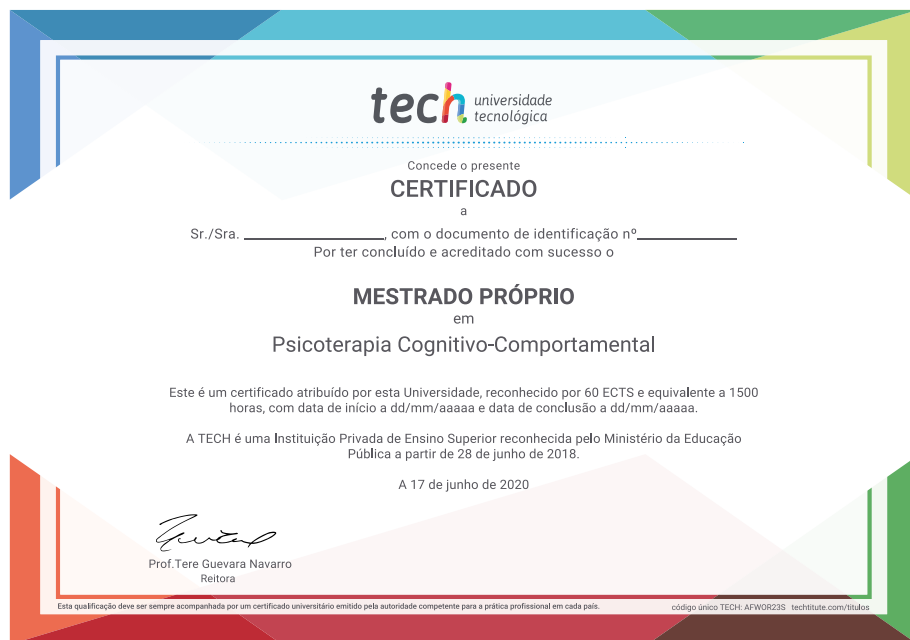 tech universidade
tecnológica
Concede o presente
CERTIFICADO
a
Sr./Sra. ____________________, com o documento de identificação nº______________
Por ter concluído e acreditado com sucesso o
MESTRADO PRÓPRIO
em
Psicoterapia Cognitivo-Comportamental
Este é um certificado atribuído por esta Universidade, reconhecido por 60 ECTS e equivalente a 1500
horas, com data de início a dd/mm/aaaaa e data de conclusão a dd/mm/aaaaa.
A TECH é uma Instituição Privada de Ensino Superior reconhecida pelo Ministério da Educação
Pública a partir de 28 de junho de 2018.
A 17 de junho de 2020
Prof.Tere Guevara Navarro
Reitora
Esta qualificação deve ser sempre acompanhada por um certificado universitário emitido pela autoridade competente para a prática profissional em cada país.
código único TECH: AFWOR23S techtitute.com/titulos